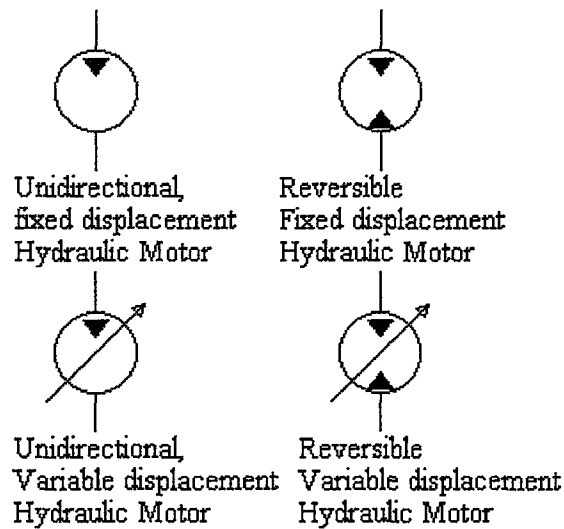 Unidirectional,
fixed displacement
Hydraulic Motor
Reversible
Fixed displacement
Hydraulic Motor
Unidirectional,
Variable displacement
Hydraulic Motor
Reversible
Variable displacement
Hydraulic Motor